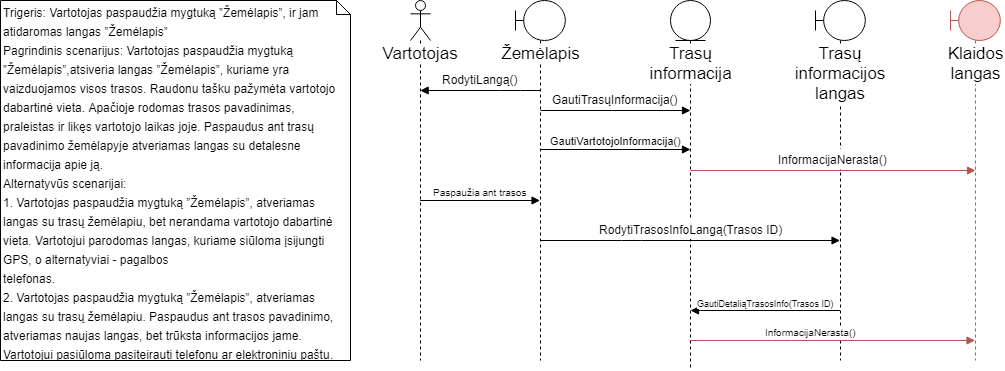 Trigeris: Vartotojas paspaudžia mygtuką ”Žemėlapis”, ir jam
atidaromas langas ”Žemėlapis”
Pagrindinis scenarijus: Vartotojas paspaudžia mygtuką
”Žemėlapis”,atsiveria langas ”Žemėlapis”, kuriame yra
vaizduojamos visos trasos. Raudonu tašku pažymėta vartotojo
dabartinė vieta. Apačioje rodomas trasos pavadinimas,
praleistas ir likęs vartotojo laikas joje. Paspaudus ant trasų
pavadinimo žemėlapyje atveriamas langas su detalesne
informacija apie ją.
Alternatyvūs scenarijai:
1. Vartotojas paspaudžia mygtuką ”Žemėlapis”, atveriamas
langas su trasų žemėlapiu, bet nerandama vartotojo dabartinė
vieta. Vartotojui parodomas langas, kuriame siūloma įsijungti
GPS, o alternatyviai - pagalbos
telefonas.
2. Vartotojas paspaudžia mygtuką ”Žemėlapis”, atveriamas
langas su trasų žemėlapiu. Paspaudus ant trasos pavadinimo,
atveriamas naujas langas, bet trūksta informacijos jame.
Vartotojui pasiūloma pasiteirauti telefonu ar elektroniniu paštu.
Vartotojas
Žemėlapis
Trasų
informacija
Trasų
informacijos
langas
Klaidos
langas
RodytiLangą()
GautiTrasųInformacija()
GautiVartotojoInformacija()
InformacijaNerasta()
Paspaužia ant trasos
RodytiTrasosInfoLangą(Trasos ID)
GautiDetaliąTrasosInfo(Trasos ID)
InformacijaNerasta()